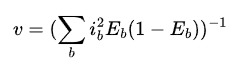 v = (∑_b i_b^2 E_b(1 − E_b))^{−1}